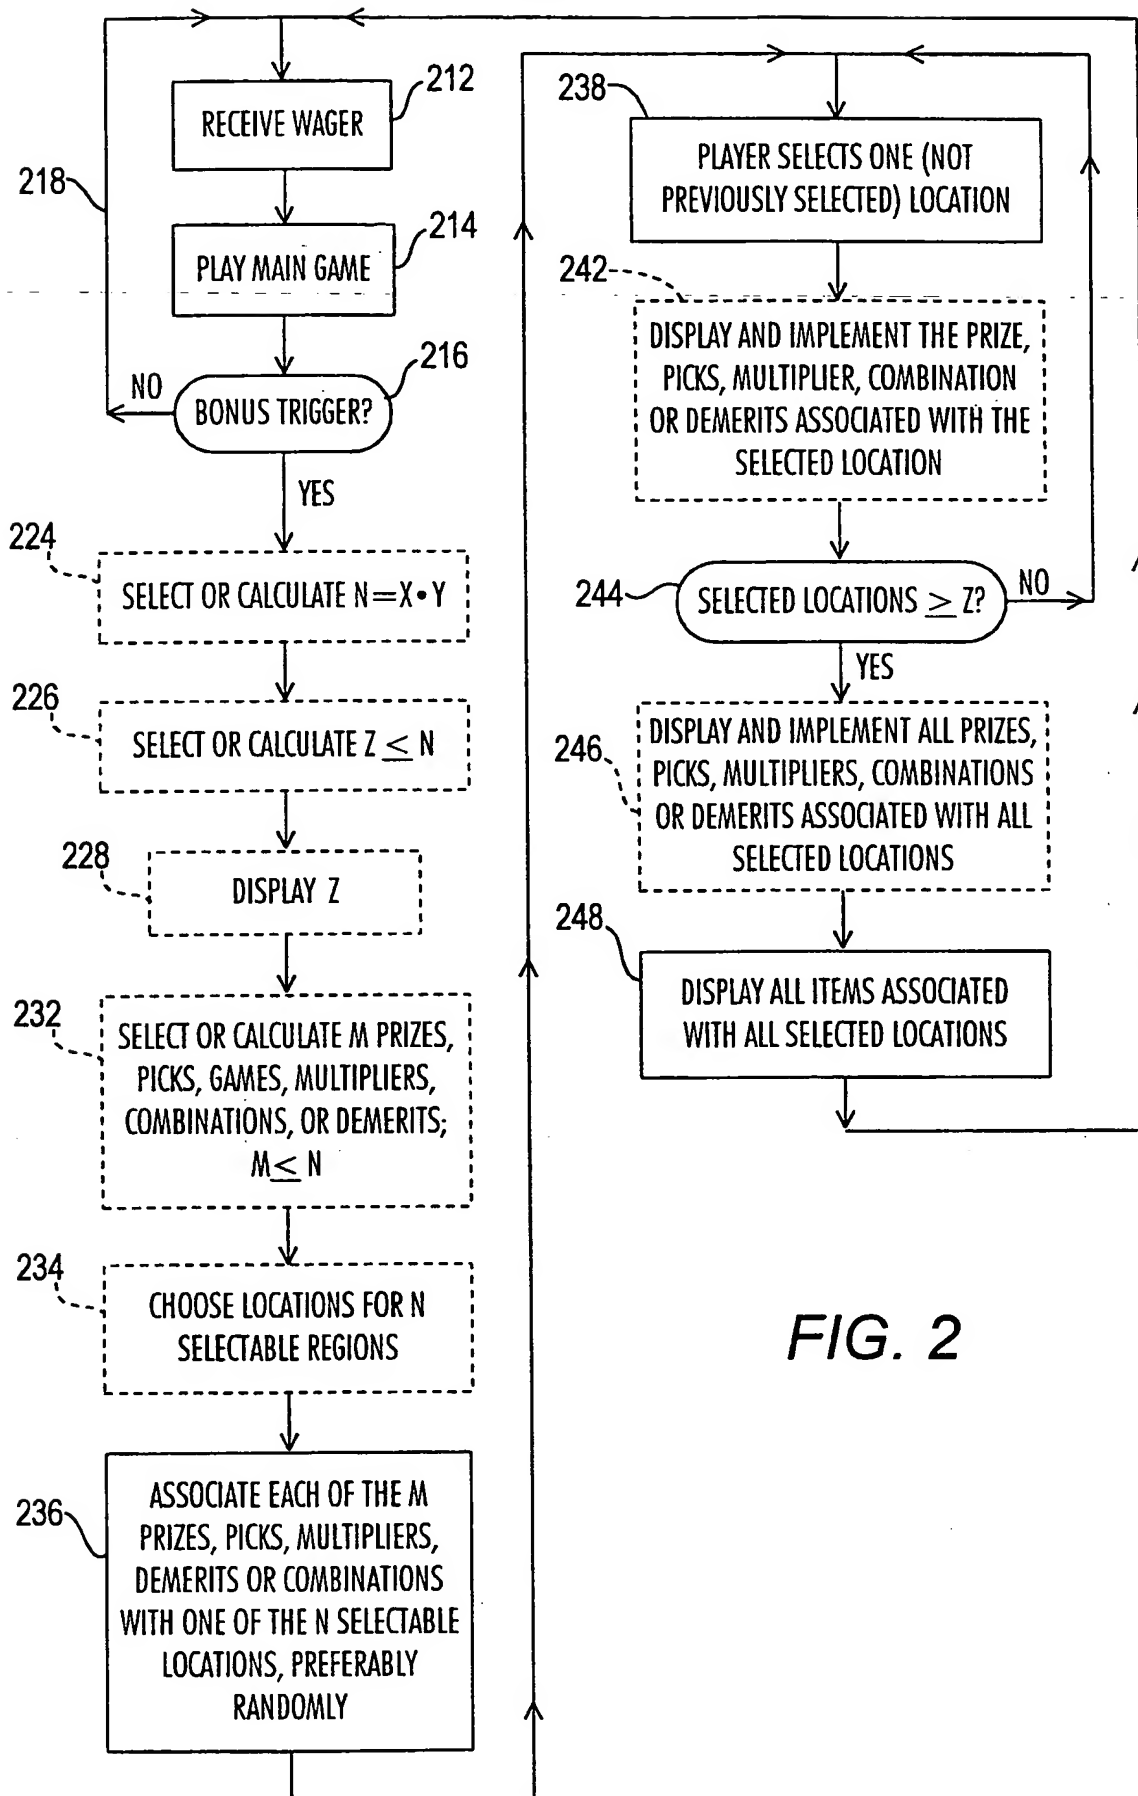 212
RECEIVE WAGER
218
214
PLAY MAIN GAME
216
NO
BONUS TRIGGER?
YES
224
SELECT OR CALCULATE N=X•Y
226
SELECT OR CALCULATE Z ≤ N
228
DISPLAY Z
232
SELECT OR CALCULATE M PRIZES,
PICKS, GAMES, MULTIPLIERS,
COMBINATIONS, OR DEMERITS;
M ≤ N
234
CHOOSE LOCATIONS FOR N
SELECTABLE REGIONS
236
ASSOCIATE EACH OF THE M
PRIZES, PICKS, MULTIPLIERS,
DEMERITS OR COMBINATIONS
WITH ONE OF THE N SELECTABLE
LOCATIONS, PREFERABLY
RANDOMLY
238
PLAYER SELECTS ONE (NOT
PREVIOUSLY SELECTED) LOCATION
242
DISPLAY AND IMPLEMENT THE PRIZE,
PICKS, MULTIPLIER, COMBINATION
OR DEMERITS ASSOCIATED WITH THE
SELECTED LOCATION
244
SELECTED LOCATIONS ≥ Z?
NO
YES
246
DISPLAY AND IMPLEMENT ALL PRIZES,
PICKS, MULTIPLIERS, COMBINATIONS
OR DEMERITS ASSOCIATED WITH ALL
SELECTED LOCATIONS
248
DISPLAY ALL ITEMS ASSOCIATED
WITH ALL SELECTED LOCATIONS
FIG. 2